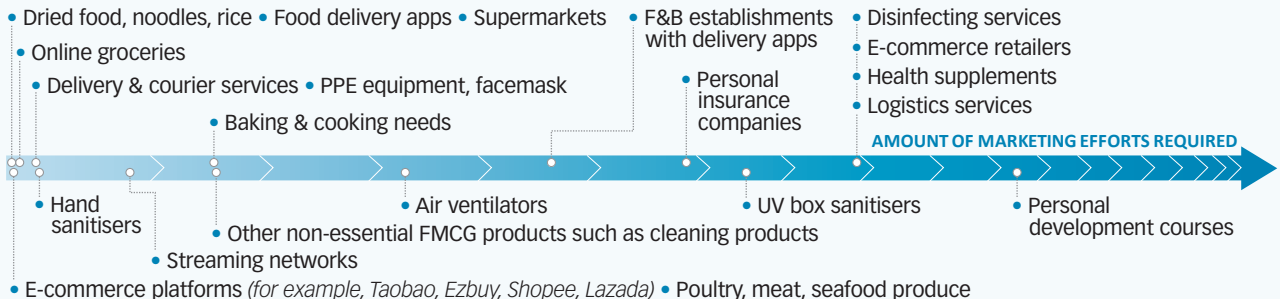 • Dried food, noodles, rice • Food delivery apps • Supermarkets
• Online groceries
• Delivery & courier services • PPE equipment, facemask
• Baking & cooking needs
• F&B establishments
with delivery apps
• Personal
insurance
companies
• Disinfecting services
• E-commerce retailers
• Health supplements
• Logistics services
AMOUNT OF MARKETING EFFORTS REQUIRED
• Hand
sanitisers
• Air ventilators
• UV box sanitisers
• Personal
development courses
• Other non-essential FMCG products such as cleaning products
• Streaming networks
• E-commerce platforms (for example, Taobao, Ezbuy, Shopee, Lazada) • Poultry, meat, seafood produce